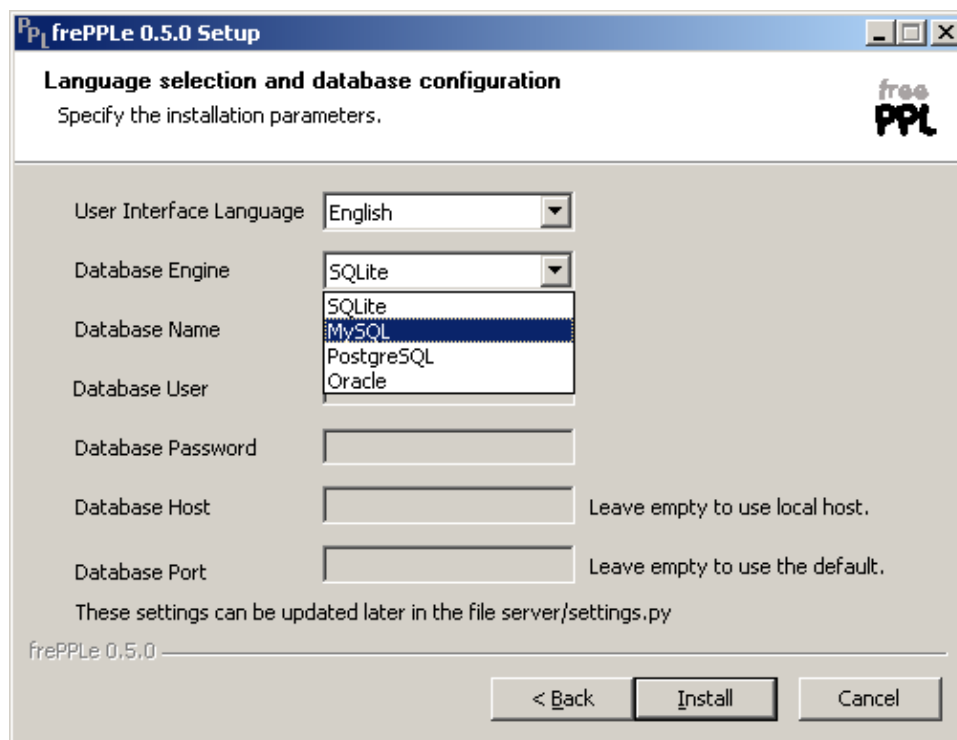 PPL frePPLe 0.5.0 Setup
Language selection and database configuration
Specify the installation parameters.
free
PPL
User Interface Language English
Database Engine SQLite
SQLite
MySQL
Database Name
PostgreSQL
Oracle
Database User
Database Password
Database Host Leave empty to use local host.
Database Port Leave empty to use the default.
These settings can be updated later in the file server/settings.py
frePPLe 0.5.0
< Back Install Cancel